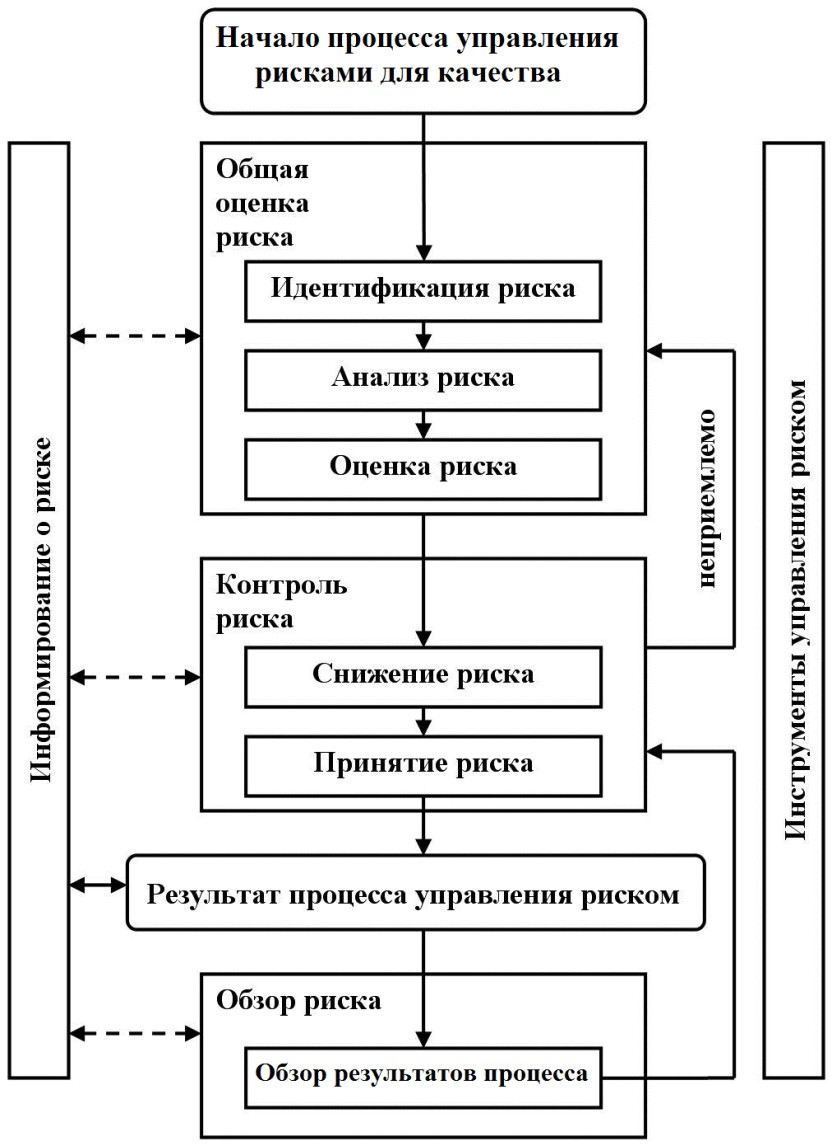 Начало процесса управления
рисками для качества
Общая
оценка
риска
Идентификация риска
Анализ риска
Оценка риска
неприемлемо
Информирование о риске
Инструменты управления риском
Контроль
риска
Снижение риска
Принятие риска
Результат процесса управления риском
Обзор риска
Обзор результатов процесса